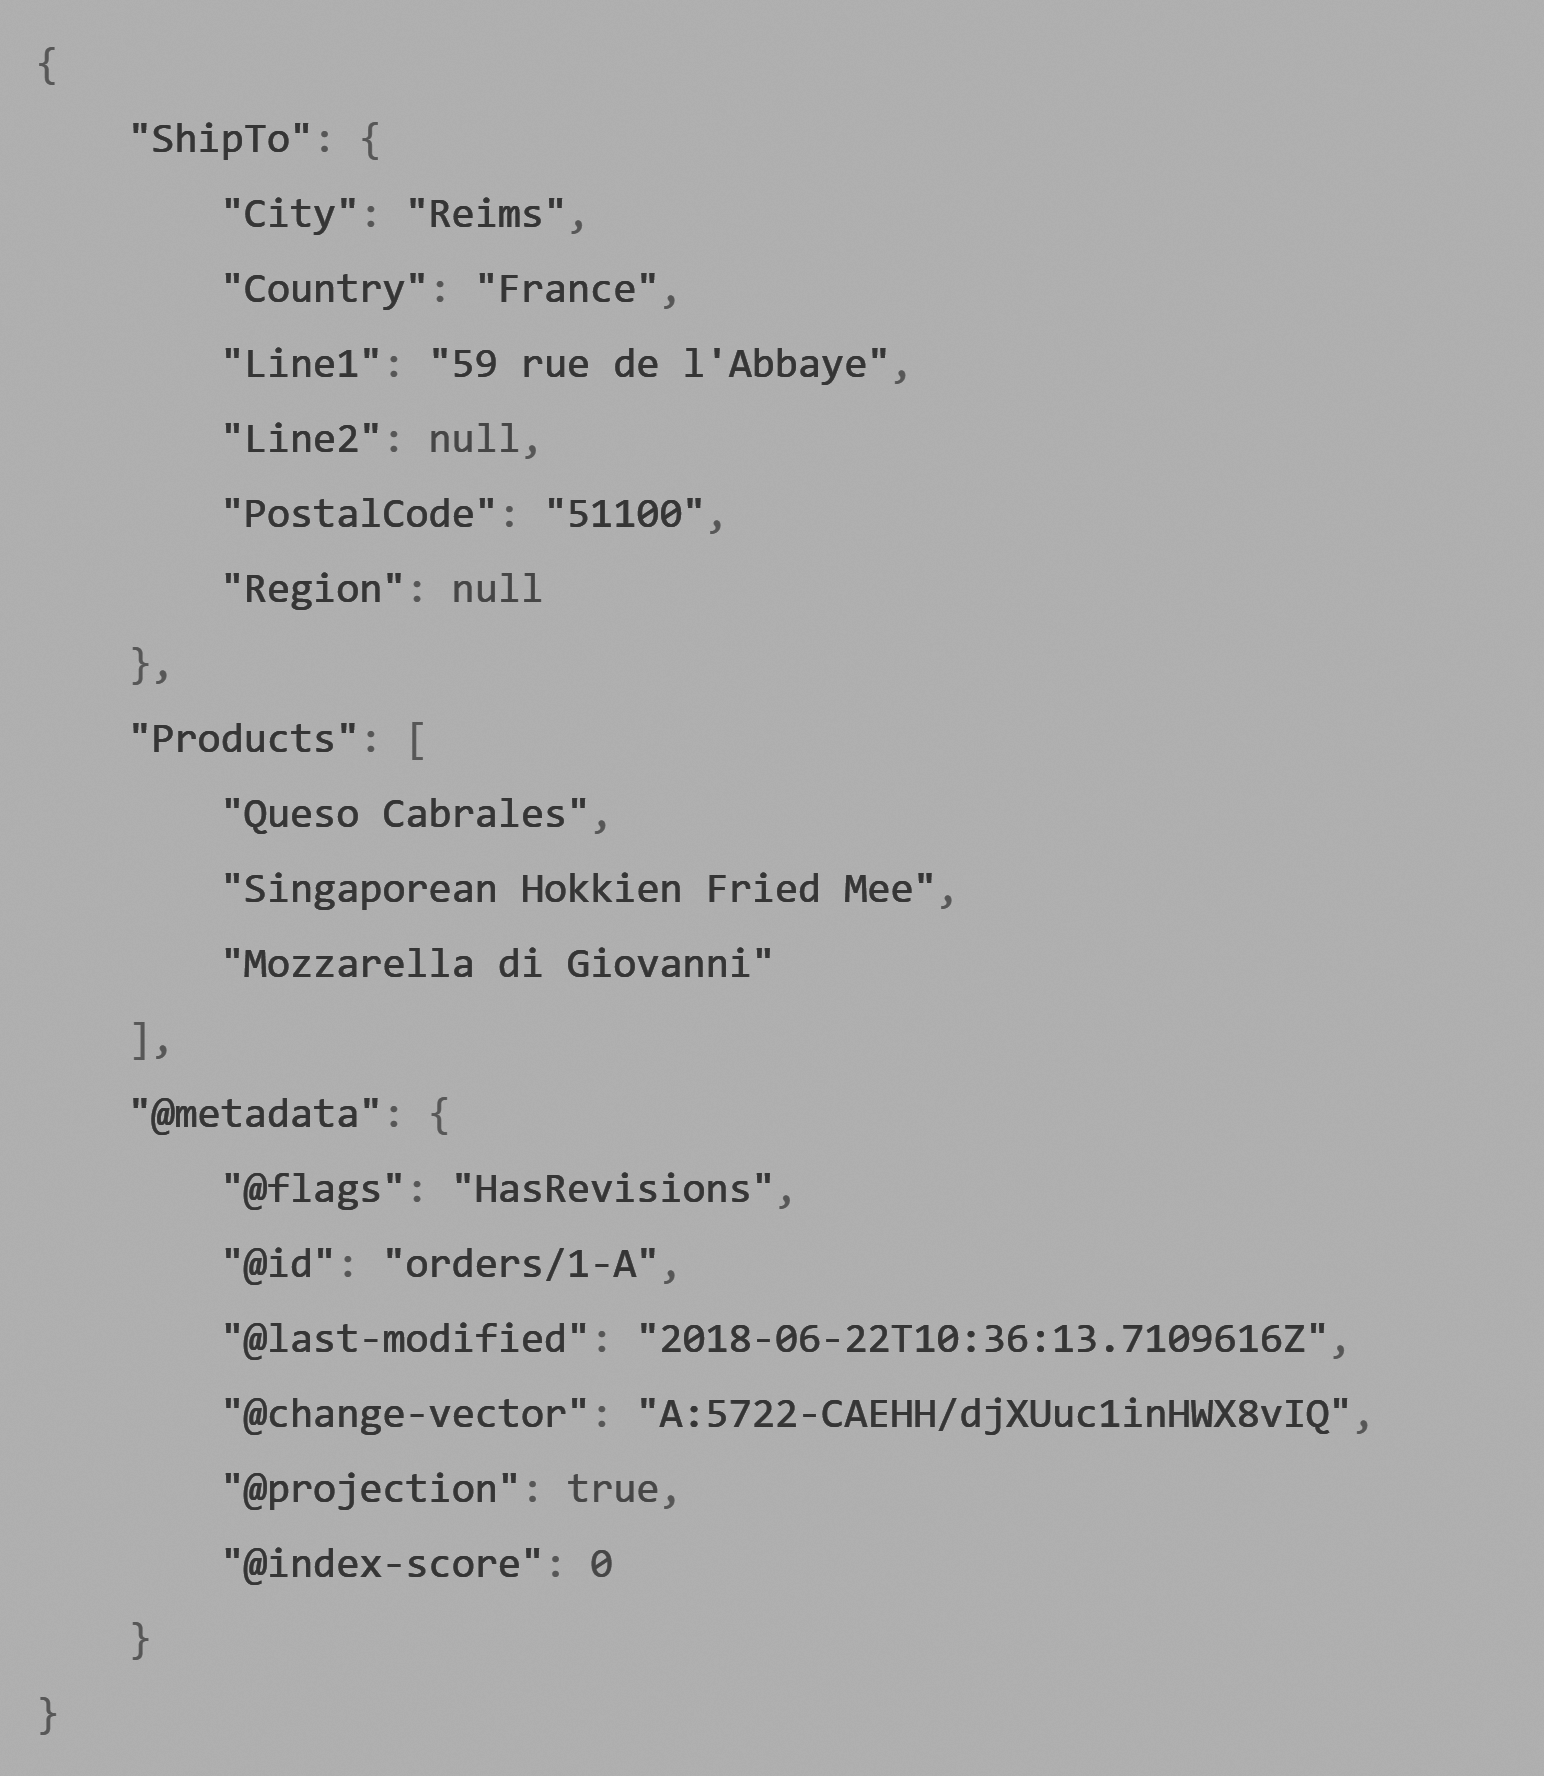 {
    "ShipTo": {
        "City": "Reims",
        "Country": "France",
        "Line1": "59 rue de l'Abbaye",
        "Line2": null,
        "PostalCode": "51100",
        "Region": null
    },
    "Products": [
        "Queso Cabrales",
        "Singaporean Hokkien Fried Mee",
        "Mozzarella di Giovanni"
    ],
    "@metadata": {
        "@flags": "HasRevisions",
        "@id": "orders/1-A",
        "@last-modified": "2018-06-22T10:36:13.7109616Z",
        "@change-vector": "A:5722-CAEHH/djXUuc1inHWX8vIQ",
        "@projection": true,
        "@index-score": 0
    }
}